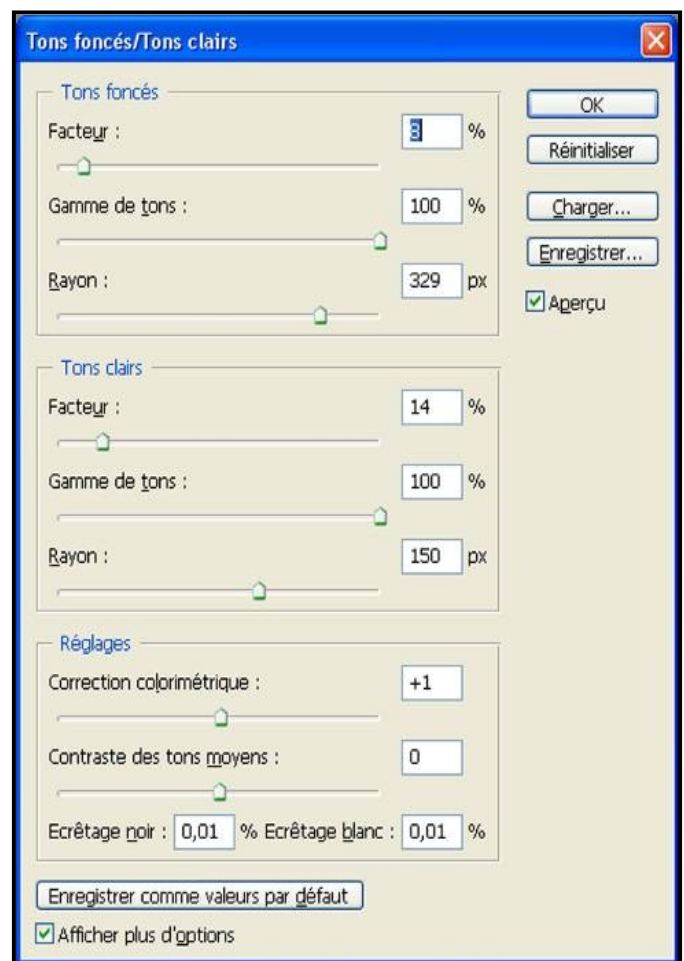 Tons foncés/Tons clairs
Tons foncés
Facteur : 8 %
Gamme de tons : 100 %
Rayon : 329 px
OK
Réinitialiser
Charger...
Enregistrer...
Aperçu
Tons clairs
Facteur : 14 %
Gamme de tons : 100 %
Rayon : 150 px
Réglages
Correction colorimétrique : +1
Contraste des tons moyens : 0
Ecrêtage noir : 0,01 % Ecrêtage blanc : 0,01 %
Enregistrer comme valeurs par défaut
Afficher plus d'options